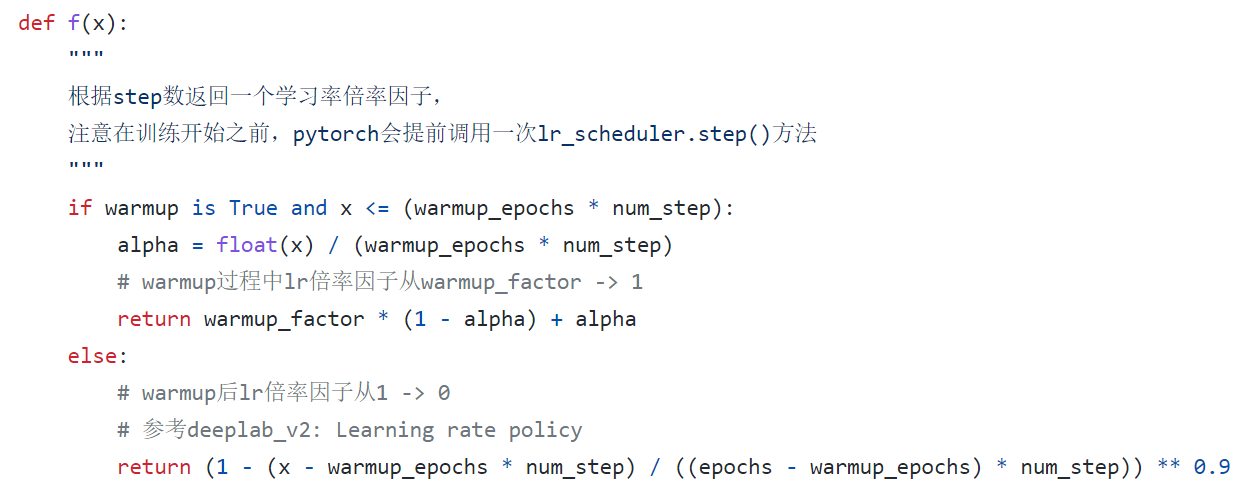 def f(x):
    """
    根据step数返回一个学习率倍率因子，
    注意在训练开始之前，pytorch会提前调用一次lr_scheduler.step()方法
    """
    if warmup is True and x <= (warmup_epochs * num_step):
        alpha = float(x) / (warmup_epochs * num_step)
        # warmup过程中lr倍率因子从warmup_factor -> 1
        return warmup_factor * (1 - alpha) + alpha
    else:
        # warmup后lr倍率因子从1 -> 0
        # 参考deeplab_v2: Learning rate policy
        return (1 - (x - warmup_epochs * num_step) / ((epochs - warmup_epochs) * num_step)) ** 0.9